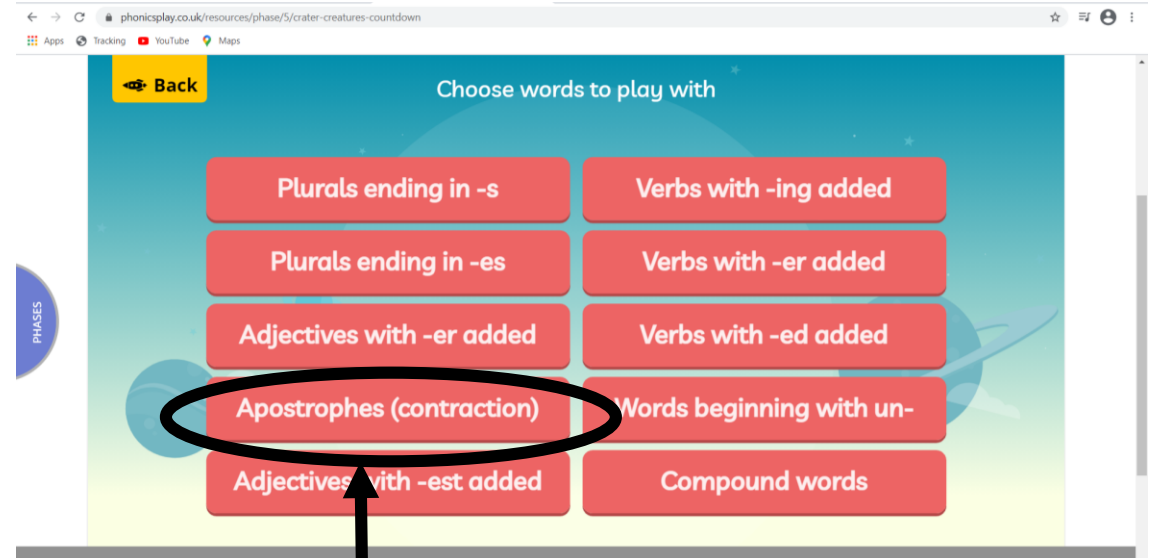 phonicsplay.co.uk/resources/phase/5/crater-creatures-countdown
Apps Tracking YouTube Maps
Back
Choose words to play with
Plurals ending in -s
Verbs with -ing added
Plurals ending in -es
Verbs with -er added
PHASES
Adjectives with -er added
Verbs with -ed added
Apostrophes (contraction)
Words beginning with un-
Adjectives with -est added
Compound words